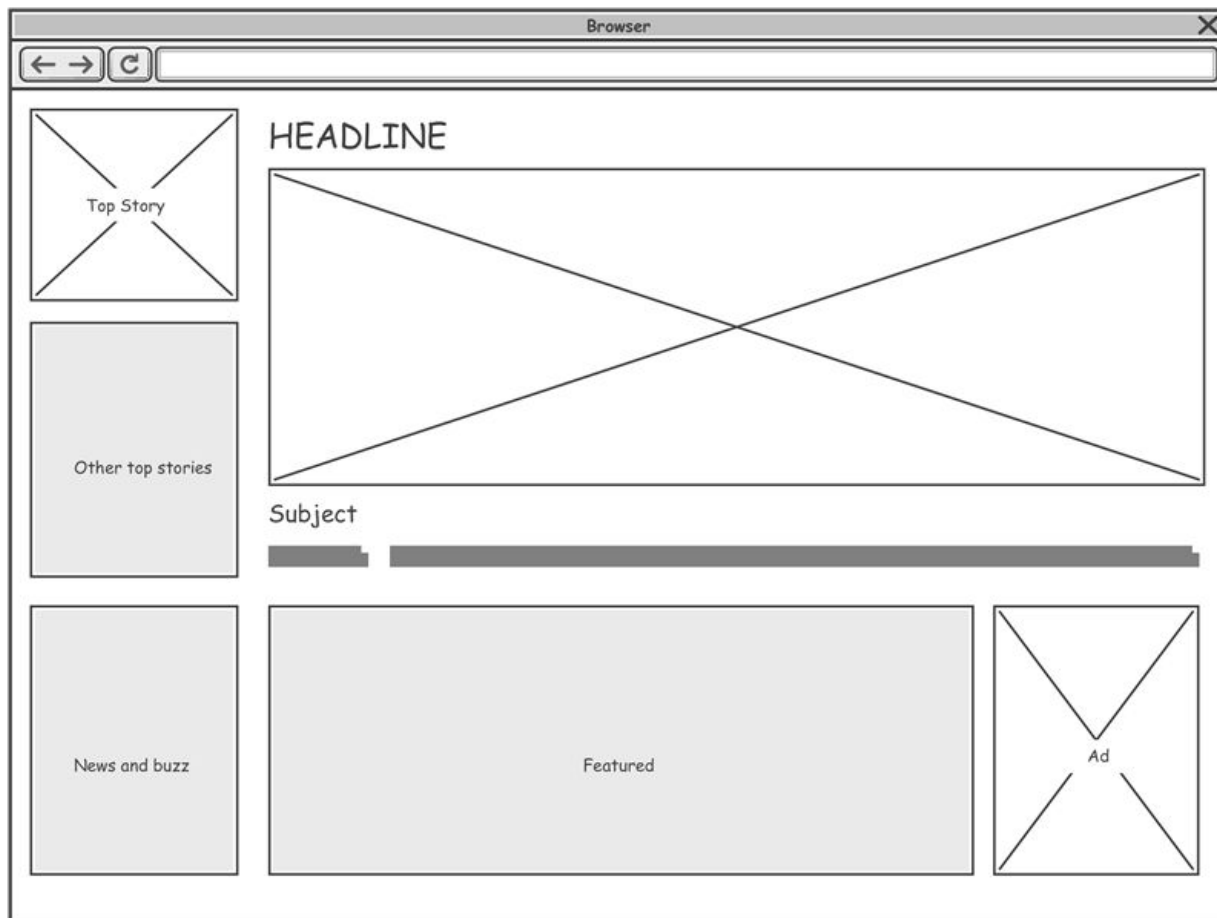 Browser
HEADLINE
Top Story
Other top stories
Subject
News and buzz
Featured
Ad